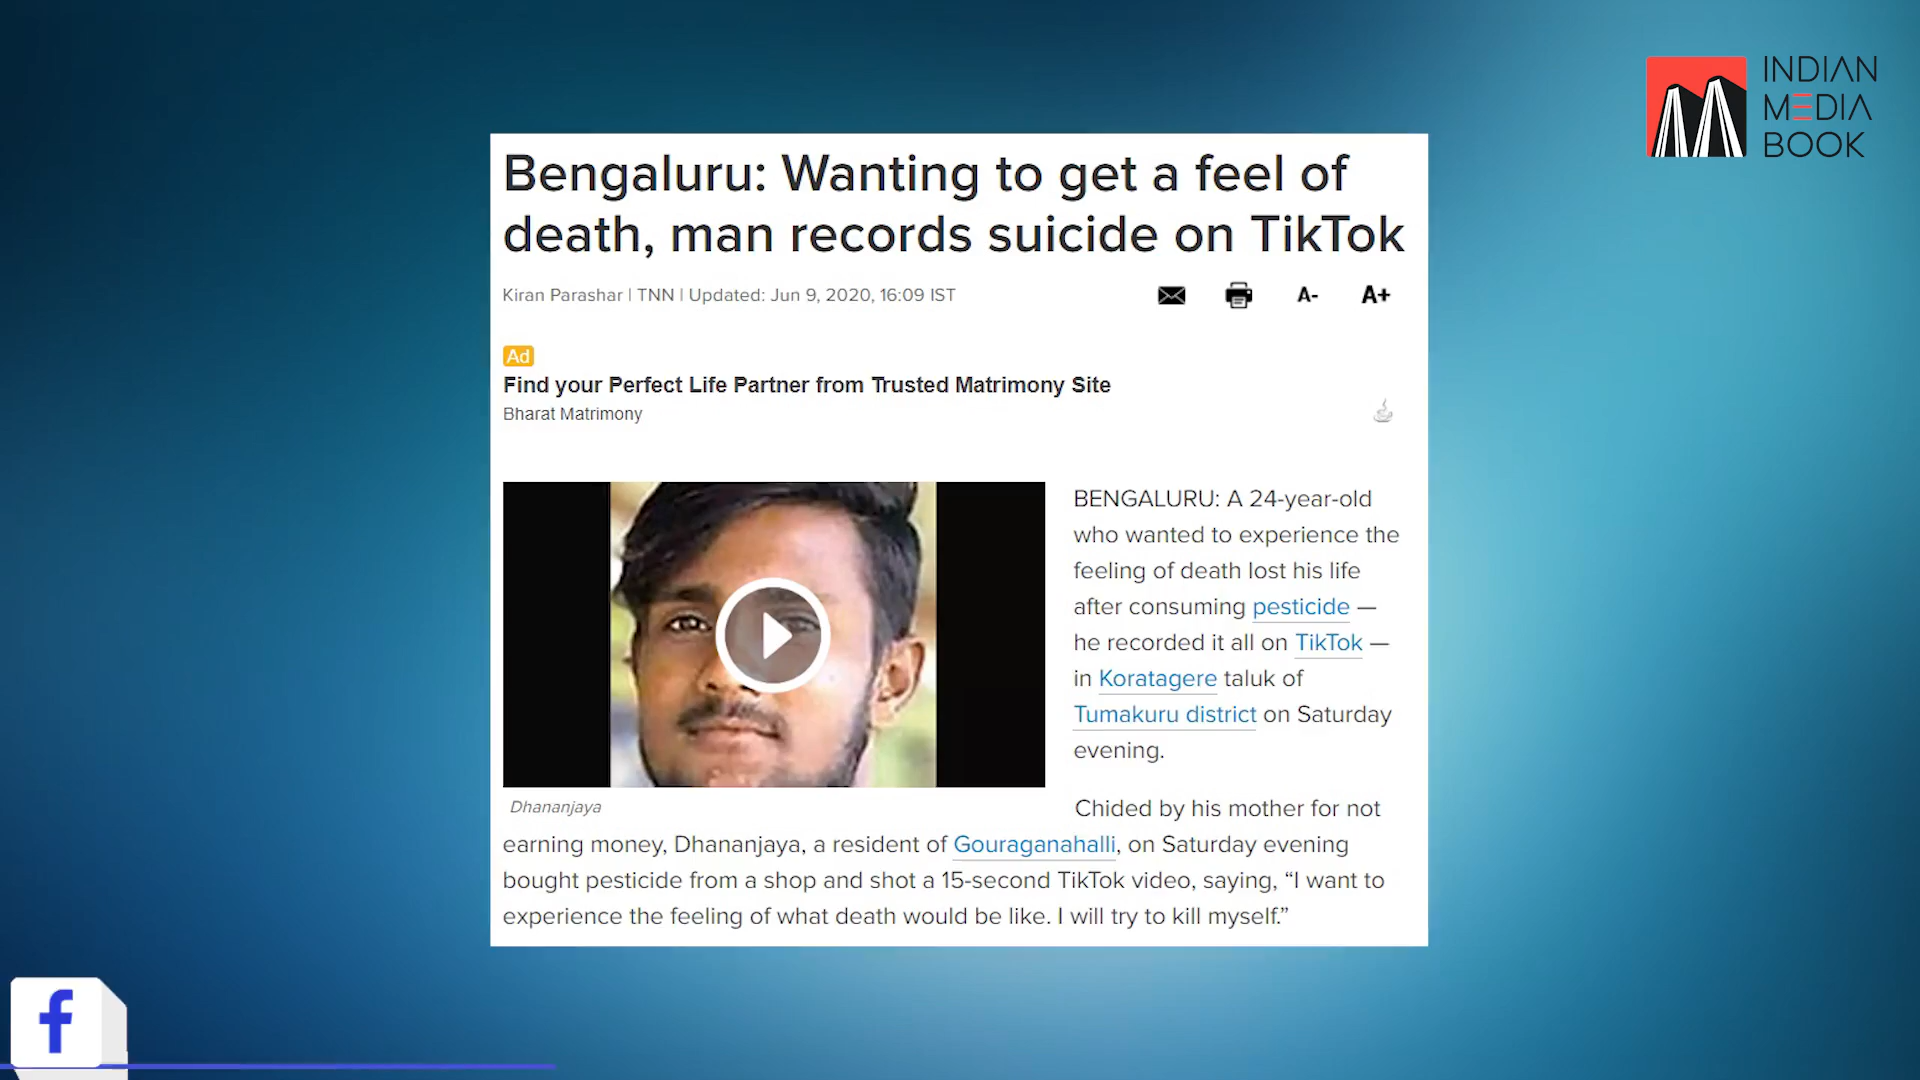 INDIAN
MEDIA
BOOK
Bengaluru: Wanting to get a feel of
death, man records suicide on TikTok
Kiran Parashar | TNN | Updated: Jun 9, 2020, 16:09 IST
A- A+
Ad
Find your Perfect Life Partner from Trusted Matrimony Site
Bharat Matrimony
BENGALURU: A 24-year-old
who wanted to experience the
feeling of death lost his life
after consuming pesticide —
he recorded it all on TikTok —
in Koratagere taluk of
Tumakuru district on Saturday
evening.
Dhananjaya
Chided by his mother for not
earning money, Dhananjaya, a resident of Gouraganahalli, on Saturday evening
bought pesticide from a shop and shot a 15-second TikTok video, saying, “I want to
experience the feeling of what death would be like. I will try to kill myself.”
f